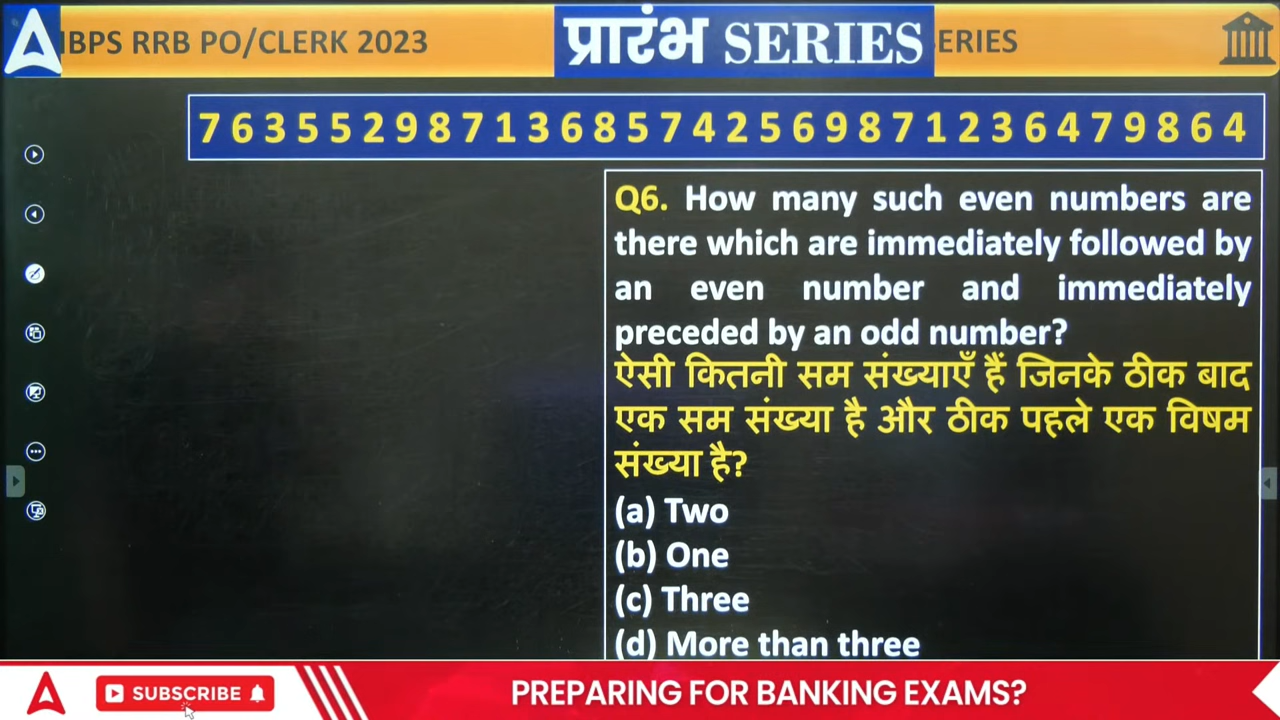 IBPS RRB PO/CLERK 2023
प्रारंभ SERIES
ERIES
7 6 3 5 5 2 9 8 7 1 3 6 8 5 7 4 2 5 6 9 8 7 1 2 3 6 4 7 9 8 6 4
Q6. How many such even numbers are
there which are immediately followed by
an even number and immediately
preceded by an odd number?
ऐसी कितनी सम संख्याएँ हैं जिनके ठीक बाद
एक सम संख्या है और ठीक पहले एक विषम
संख्या है?
(a) Two
(b) One
(c) Three
(d) More than three
SUBSCRIBE
PREPARING FOR BANKING EXAMS?